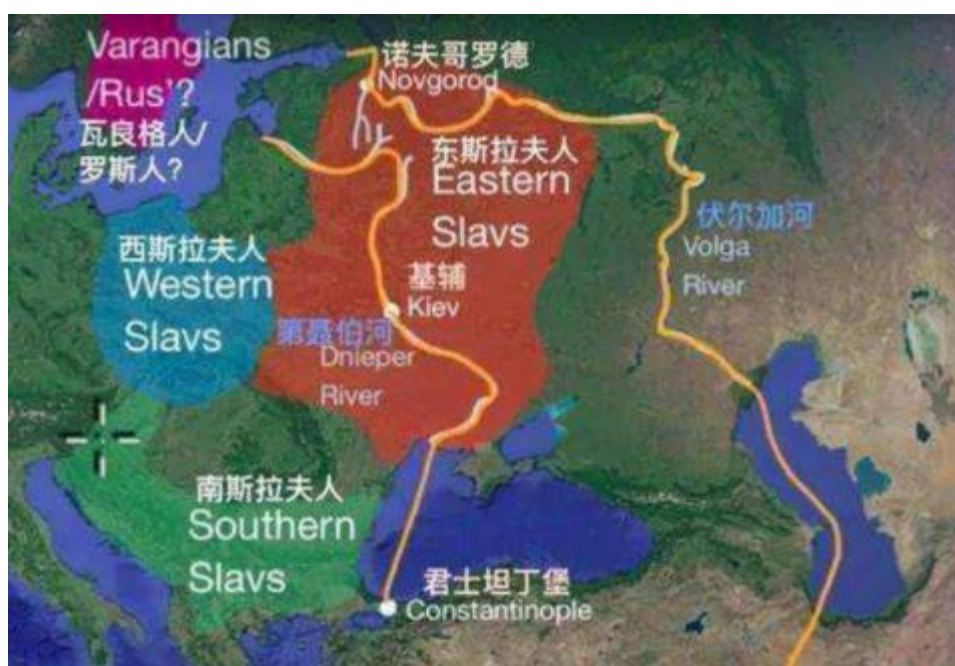 Varangians
/Rus'?
瓦良格人/
罗斯人?
诺夫哥罗德
Novgorod
东斯拉夫人
Eastern
Slavs
伏尔加河
Volga
River
西斯拉夫人
Western
Slavs
基辅
Kiev
第聂伯河
Dnieper
River
南斯拉夫人
Southern
Slavs
君士坦丁堡
Constantinople